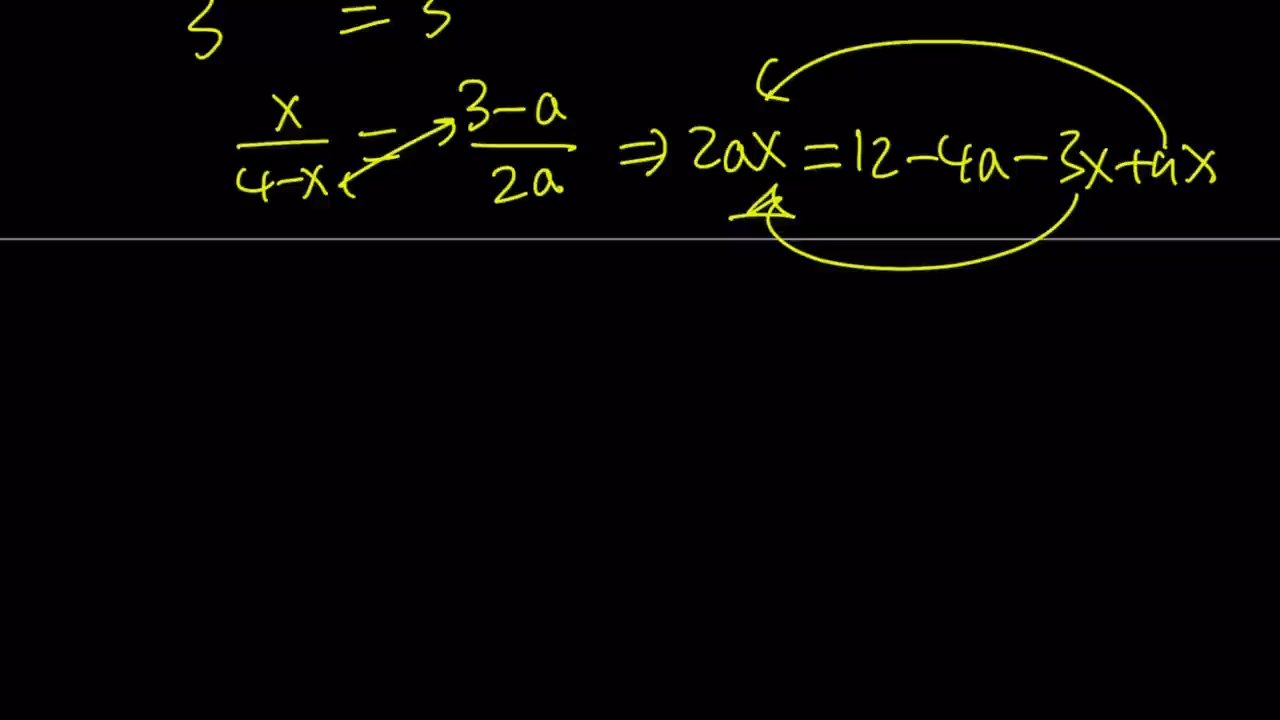 3 = 3
x/(4-x) = (3-a)/(2a) ⇒ 2ax = 12-4a-3x+ax